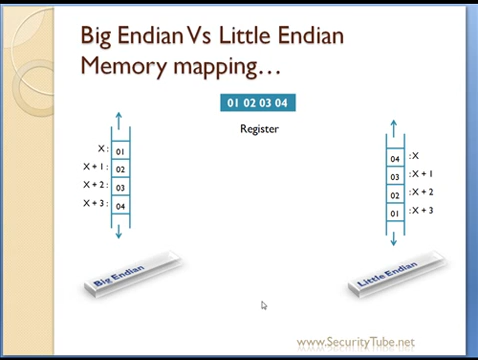 Big Endian Vs Little Endian
Memory mapping…
01 02 03 04
Register
X : 01
X + 1 : 02
X + 2 : 03
X + 3 : 04
Big Endian
04 : X
03 : X + 1
02 : X + 2
01 : X + 3
Little Endian
www.SecurityTube.net